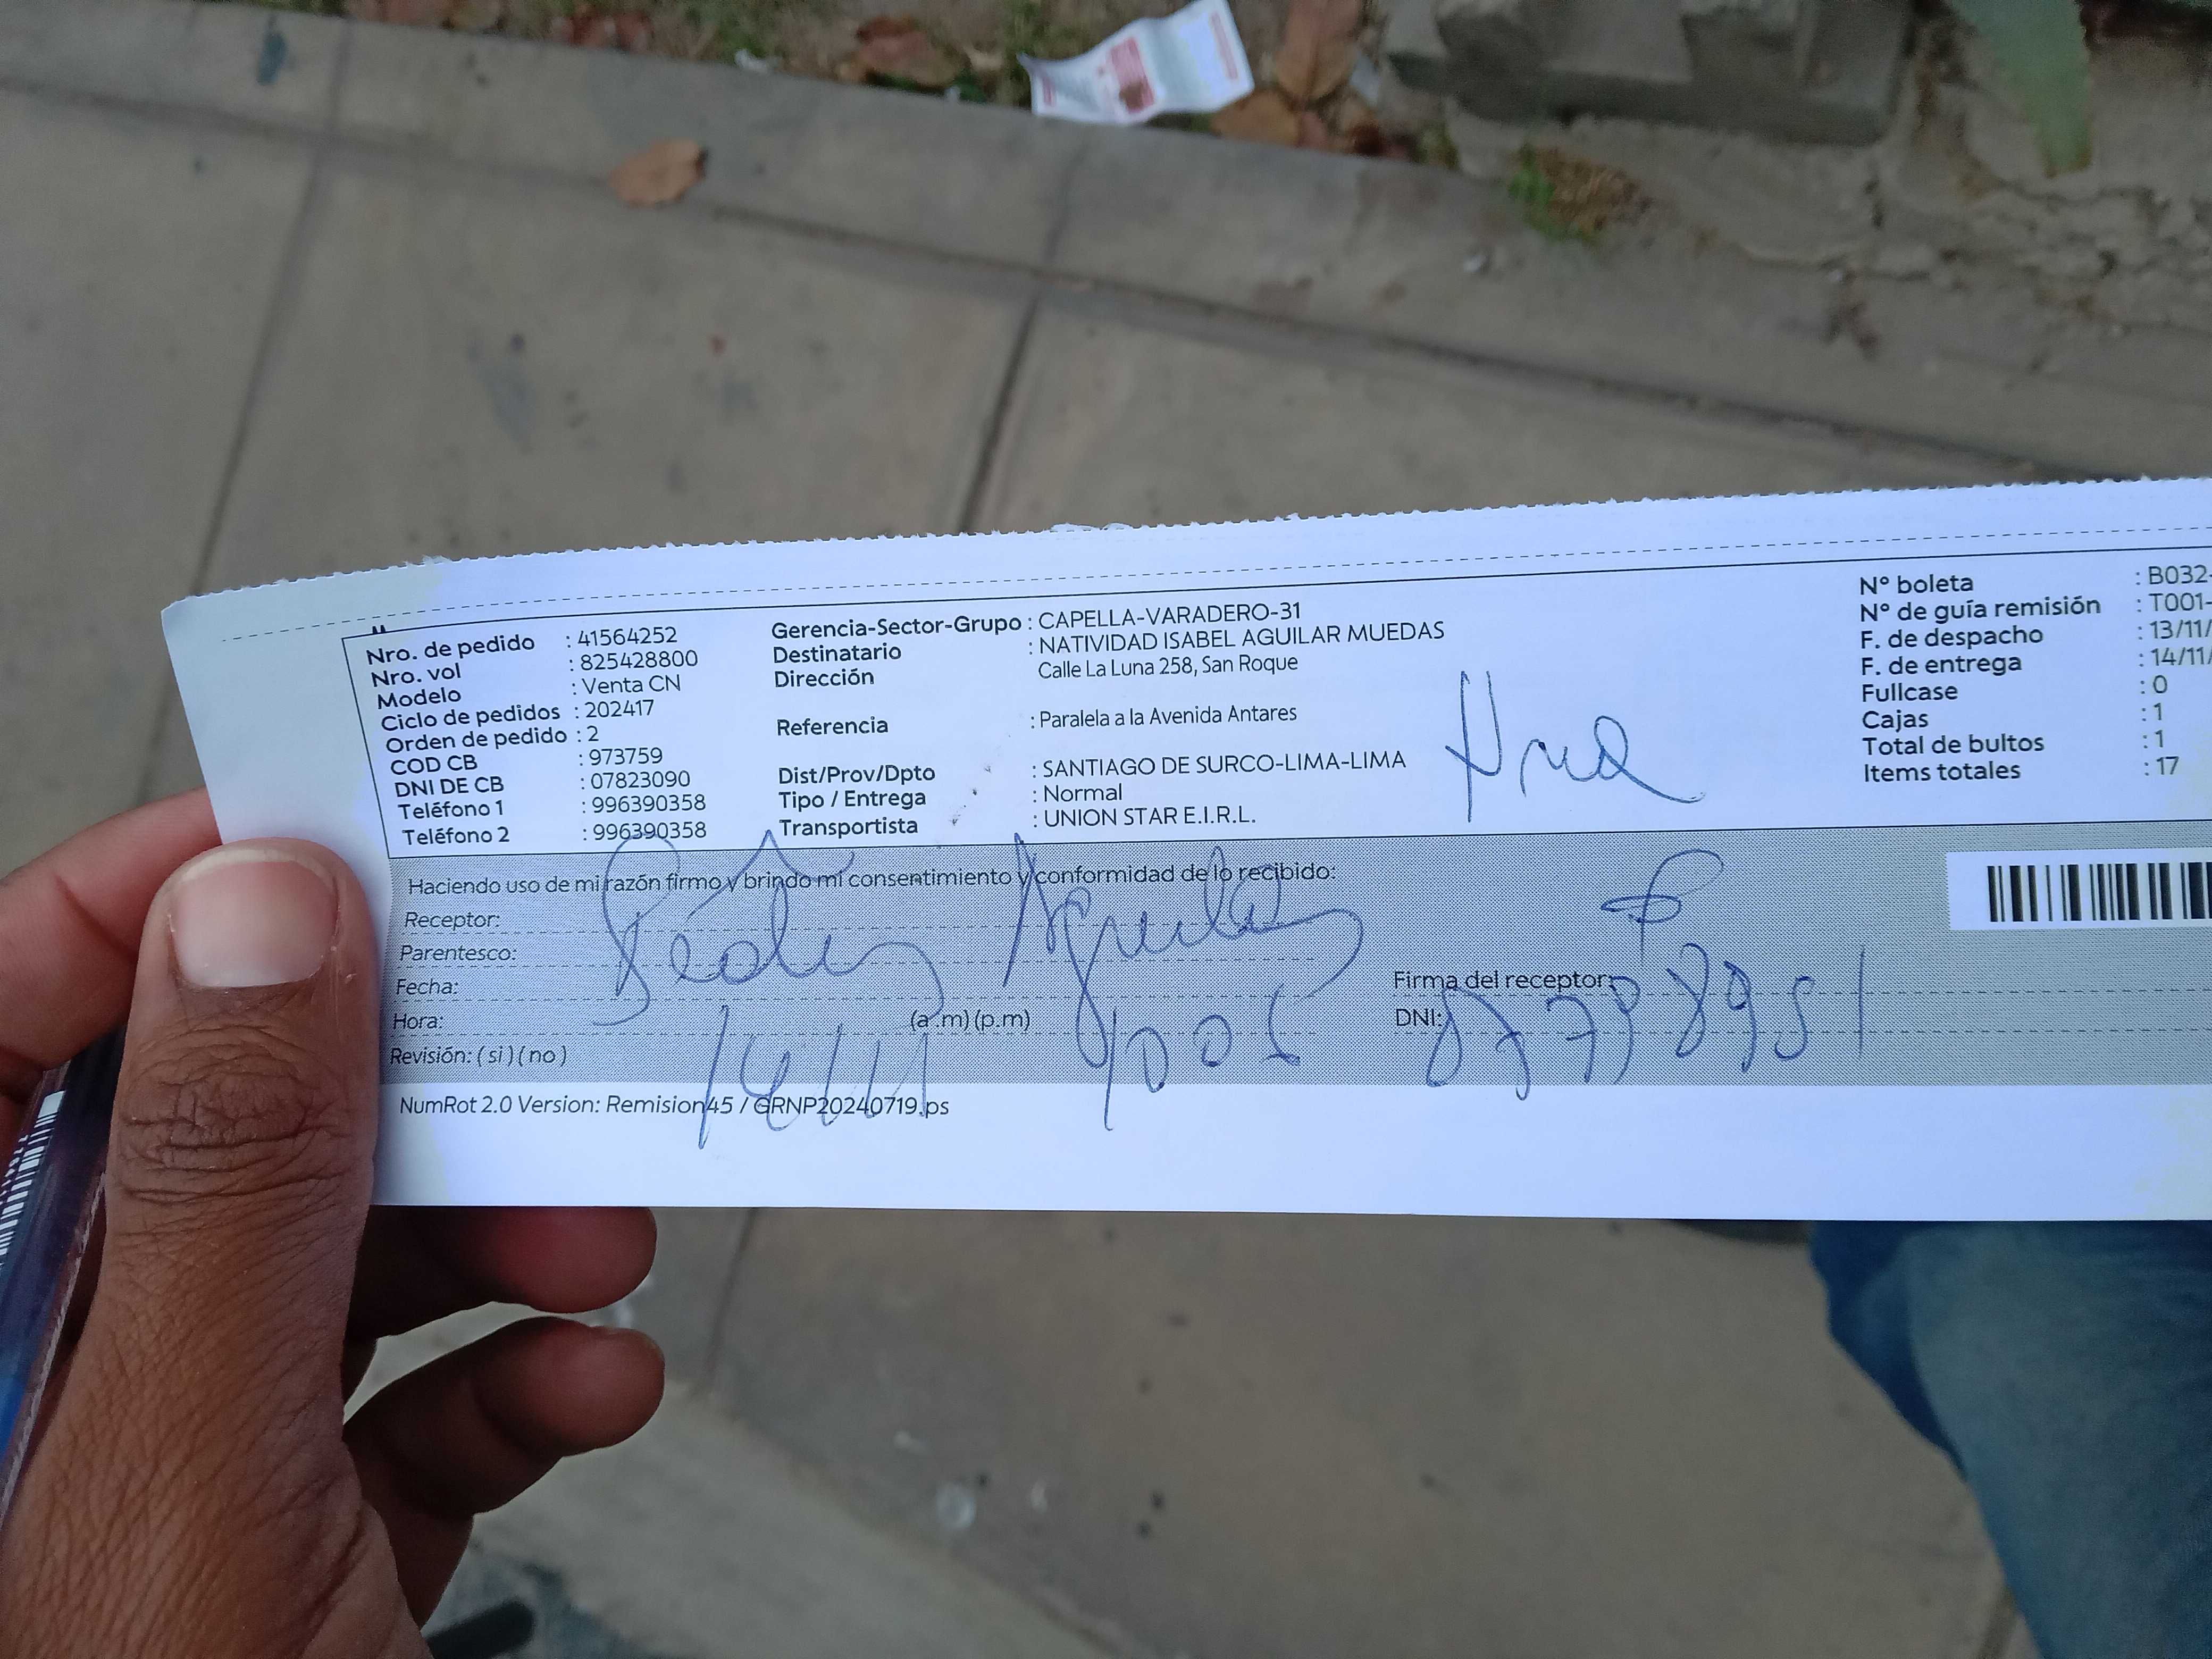 Nro. de pedido : 41564252
Nro. vol : 825428800
Modelo : Venta CN
Ciclo de pedidos : 202417
Orden de pedido : 2
COD CB : 973759
DNI DE CB : 07823090
Teléfono 1 : 996390358
Teléfono 2 : 996390358
Gerencia-Sector-Grupo : CAPELLA-VARADERO-31
Destinatario : NATIVIDAD ISABEL AGUILAR MUEDAS
Dirección Calle La Luna 258, San Roque
Referencia : Paralela a la Avenida Antares
Dist/Prov/Dpto : SANTIAGO DE SURCO-LIMA-LIMA
Tipo / Entrega : Normal
Transportista : UNION STAR E.I.R.L.
N° boleta : B032-
N° de guía remisión : T001-
F. de despacho : 13/11/
F. de entrega : 14/11/
Fullcase : 0
Cajas : 1
Total de bultos : 1
Items totales : 17
Haciendo uso de mi razón firmo y brindo mi consentimiento y conformidad de lo recibido:
Receptor:
Parentesco:
Fecha:
Hora: (a.m) (p.m)
Revisión: ( si ) ( no )
Firma del receptor:
DNI:
14/11
NumRot 2.0 Version: Remision45 / GRNP20240719.ps